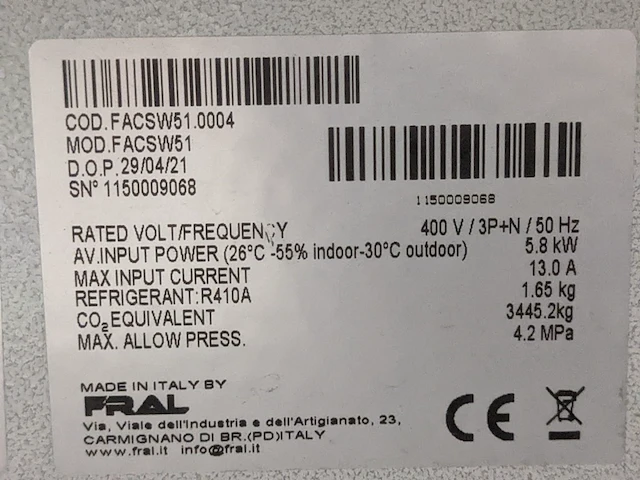 COD.FACSW51.0004
MOD.FACSW51
D.O.P. 29/04/21
SN° 1150009068
1150009068
RATED VOLT/FREQUENCY 400 V / 3P+N / 50 Hz
AV.INPUT POWER (26°C -55% indoor-30°C outdoor) 5.8 kW
MAX INPUT CURRENT 13.0 A
REFRIGERANT:R410A 1.65 kg
CO₂EQUIVALENT 3445.2kg
MAX. ALLOW PRESS. 4.2 MPa
MADE IN ITALY BY
FRAL
Via, Viale dell'Industria e dell'Artigianato, 23,
CARMIGNANO DI BR.(PD)ITALY
www.fral.it info@fral.it
CE